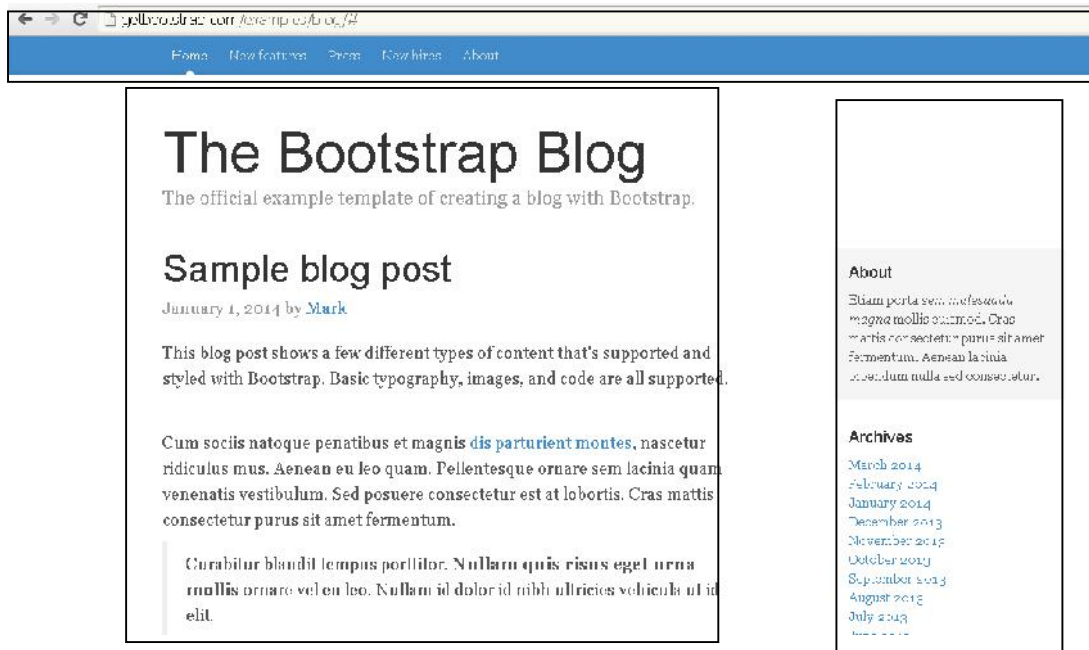 getbootstrap.com/examples/blog/#
Home New features Press New hires About
The Bootstrap Blog
The official example template of creating a blog with Bootstrap.
Sample blog post
January 1, 2014 by Mark
This blog post shows a few different types of content that's supported and
styled with Bootstrap. Basic typography, images, and code are all supported.
Cum sociis natoque penatibus et magnis dis parturient montes, nascetur
ridiculus mus. Aenean eu leo quam. Pellentesque ornare sem lacinia quam
venenatis vestibulum. Sed posuere consectetur est at lobortis. Cras mattis
consectetur purus sit amet fermentum.
Curabitur blandit tempus porttitor. Nullam quis risus eget urna
mollis ornare vel eu leo. Nullam id dolor id nibh ultricies vehicula ut id
elit.
About
Etiam porta sem malesuada
magna mollis euismod. Cras
mattis consectetur purus sit amet
fermentum. Aenean lacinia
bibendum nulla sed consectetur.
Archives
March 2014
February 2014
January 2014
December 2013
November 2013
October 2013
September 2013
August 2013
July 2013